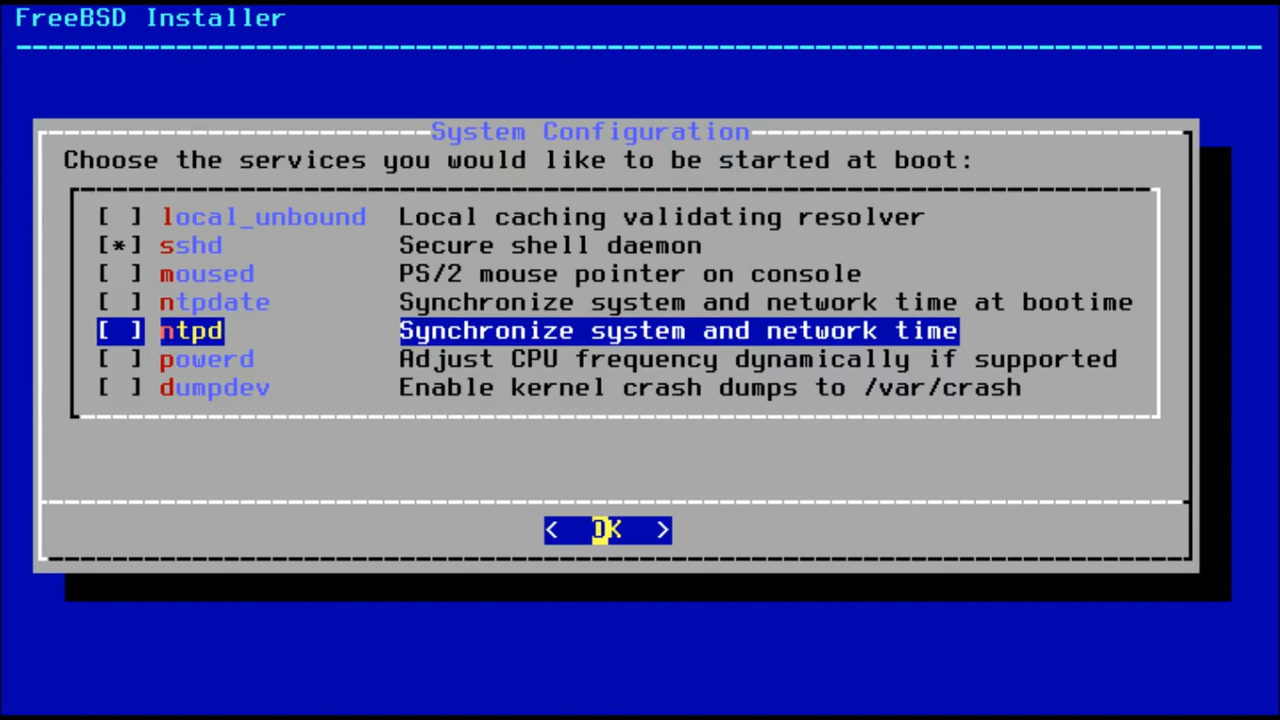 FreeBSD Installer
System Configuration
Choose the services you would like to be started at boot:
[ ] local_unbound Local caching validating resolver
[*] sshd Secure shell daemon
[ ] moused PS/2 mouse pointer on console
[ ] ntpdate Synchronize system and network time at bootime
[ ] ntpd Synchronize system and network time
[ ] powerd Adjust CPU frequency dynamically if supported
[ ] dumpdev Enable kernel crash dumps to /var/crash
< OK >